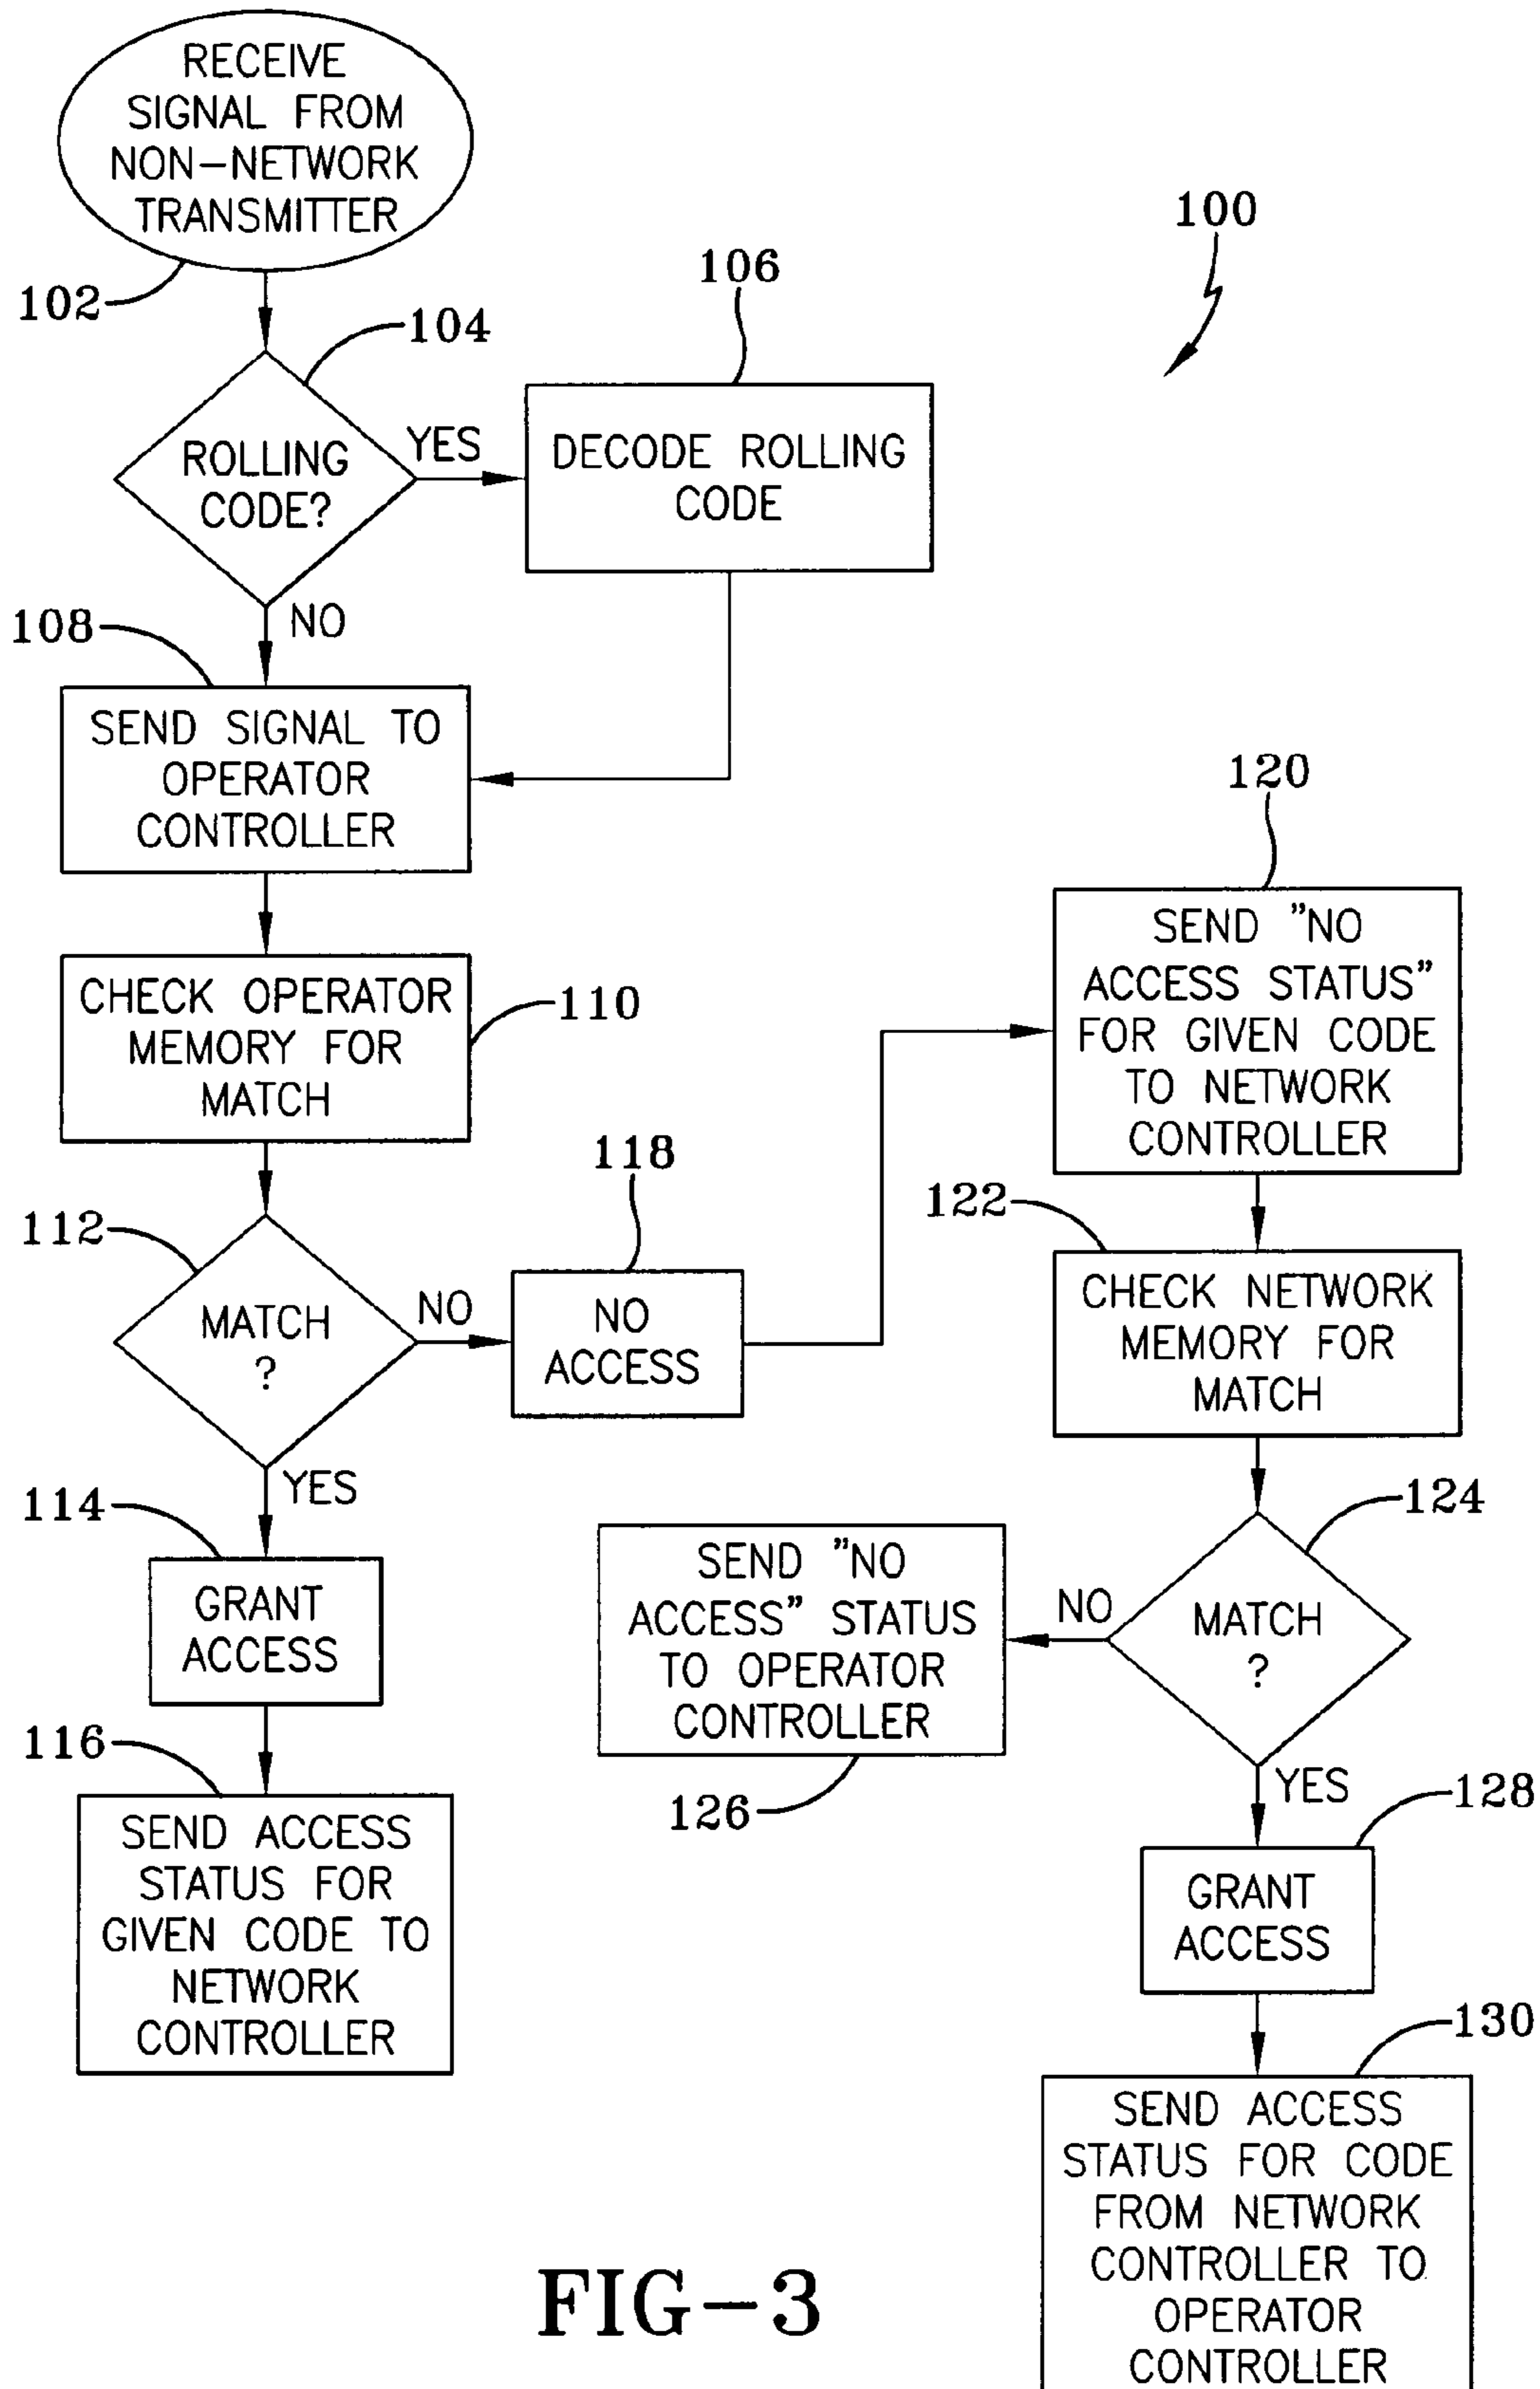 RECEIVE
SIGNAL FROM
NON-NETWORK
TRANSMITTER
102
100
104
106
ROLLING
CODE?
YES
DECODE ROLLING
CODE
NO
108
SEND SIGNAL TO
OPERATOR
CONTROLLER
CHECK OPERATOR
MEMORY FOR
MATCH
110
112
MATCH
?
NO
118
NO
ACCESS
YES
114
GRANT
ACCESS
116
SEND ACCESS
STATUS FOR
GIVEN CODE TO
NETWORK
CONTROLLER
120
SEND "NO
ACCESS STATUS"
FOR GIVEN CODE
TO NETWORK
CONTROLLER
122
CHECK NETWORK
MEMORY FOR
MATCH
124
MATCH
?
NO
SEND "NO
ACCESS" STATUS
TO OPERATOR
CONTROLLER
126
YES
128
GRANT
ACCESS
130
SEND ACCESS
STATUS FOR CODE
FROM NETWORK
CONTROLLER TO
OPERATOR
CONTROLLER
FIG-3